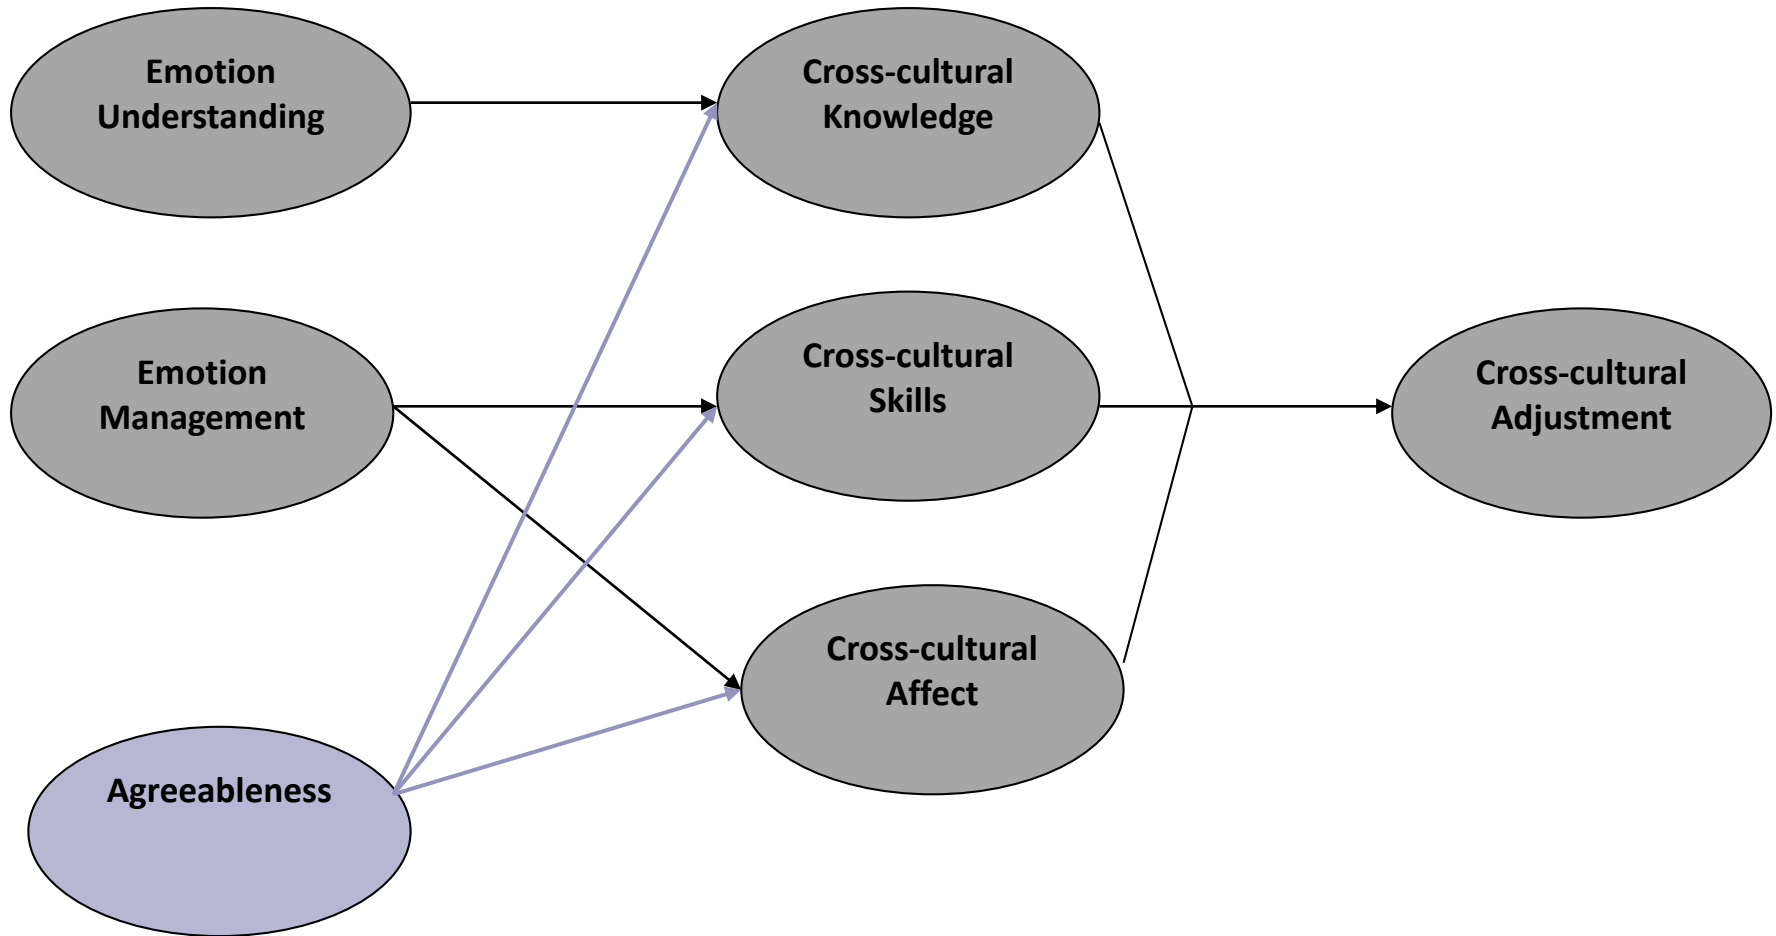 Emotion
Understanding
Cross-cultural
Knowledge
Emotion
Management
Cross-cultural
Skills
Cross-cultural
Adjustment
Cross-cultural
Affect
Agreeableness